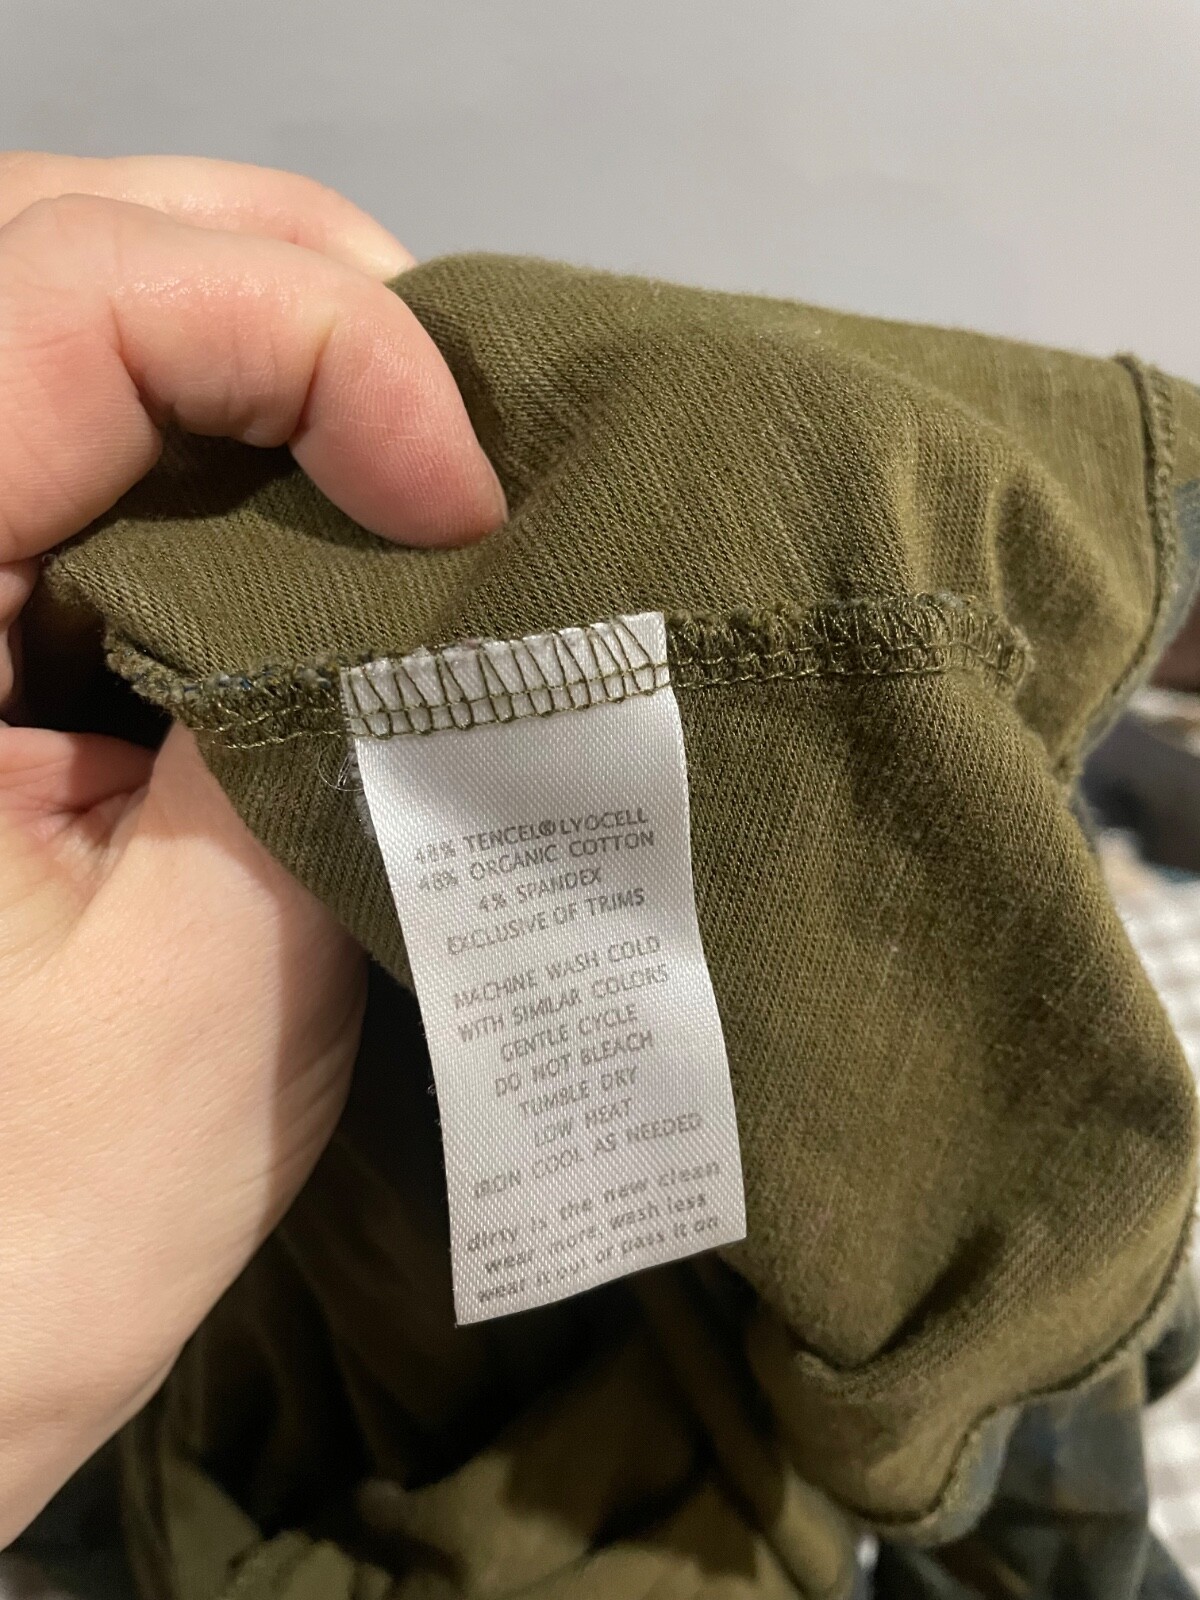 48% TENCEL® LYOCELL
48% ORGANIC COTTON
4% SPANDEX
EXCLUSIVE OF TRIMS
MACHINE WASH COLD
WITH SIMILAR COLORS
GENTLE CYCLE
DO NOT BLEACH
TUMBLE DRY
LOW HEAT
IRON COOL AS NEEDED
dirty is the new clean
wear more, wash less
wear it out or pass it on